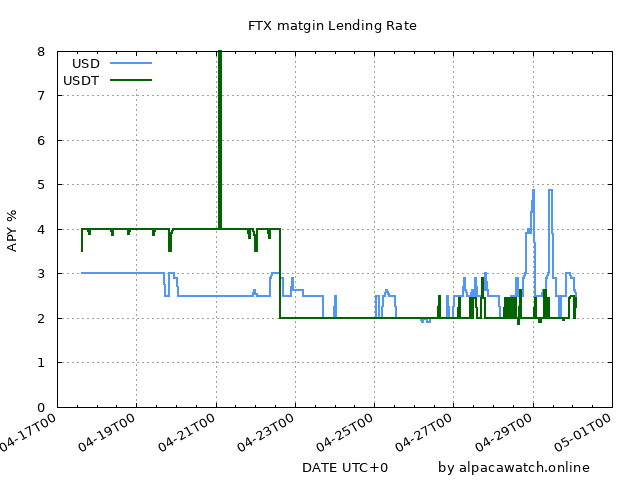 FTX matgin Lending Rate
USD
USDT
8
7
6
5
4
3
2
1
0
APY %
04-17T00
04-19T00
04-21T00
04-23T00
04-25T00
04-27T00
04-29T00
05-01T00
DATE UTC+0
by alpacawatch.online